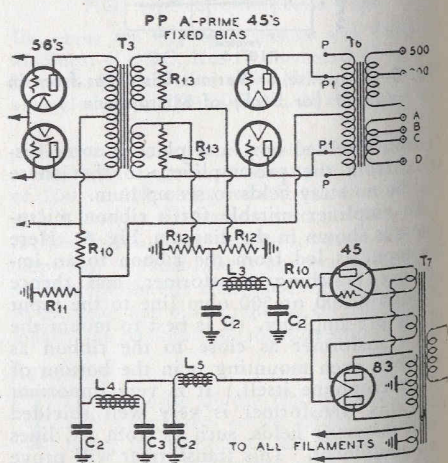 PP A-PRIME 45'S
FIXED BIAS
56'S
T3
R13
R13
T6
P
P1
P1
P
500
A
B
C
D
R10
R11
R12
R12
L3
R10
45
T7
C2
C2
83
L4
L5
C2
C3
C2
TO ALL FILAMENTS